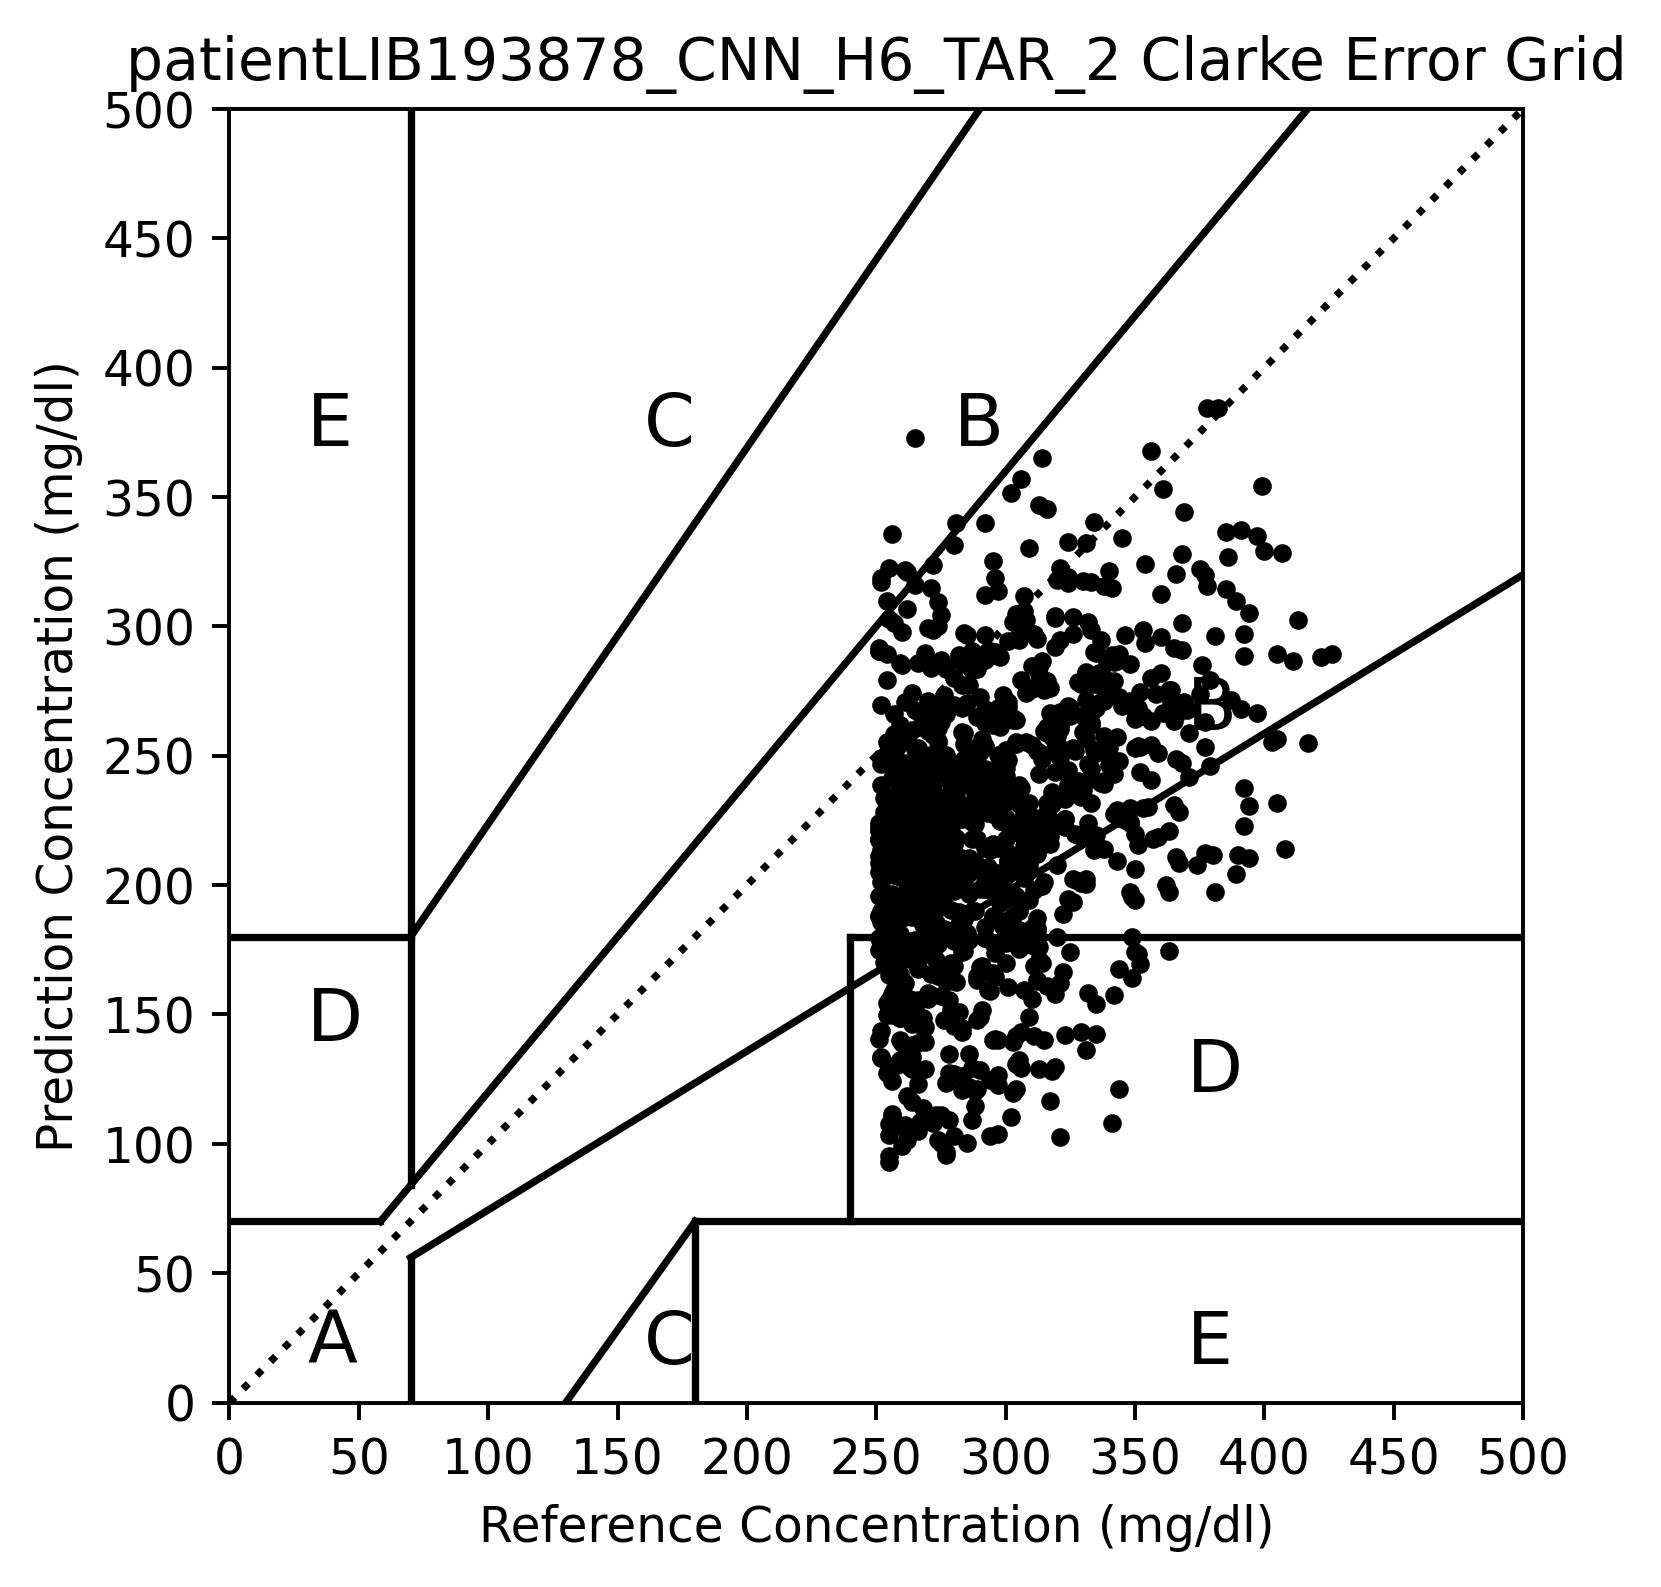 patientLIB193878_CNN_H6_TAR_2 Clarke Error Grid
Prediction Concentration (mg/dl)
500
450
400
350
300
250
200
150
100
50
0
E
C
B
B
D
D
A
C
E
0 50 100 150 200 250 300 350 400 450 500
Reference Concentration (mg/dl)